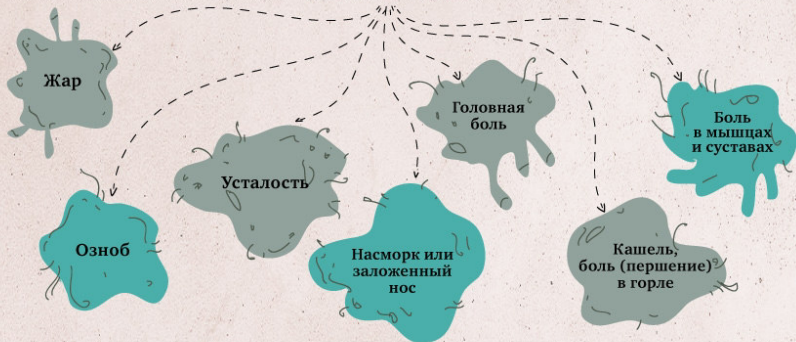 Жар
Озноб
Усталость
Насморк или
заложенный
нос
Головная
боль
Кашель,
боль (першение)
в горле
Боль
в мышцах
и суставах